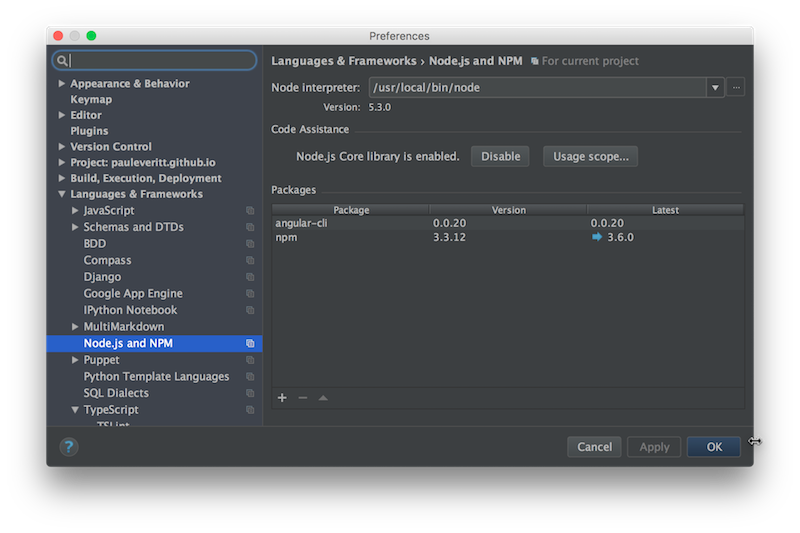 Preferences
Languages & Frameworks › Node.js and NPM For current project
Appearance & Behavior
Keymap
Editor
Plugins
Version Control
Project: pauleveritt.github.io
Build, Execution, Deployment
Languages & Frameworks
JavaScript
Schemas and DTDs
BDD
Compass
Django
Google App Engine
IPython Notebook
MultiMarkdown
Node.js and NPM
Puppet
Python Template Languages
SQL Dialects
TypeScript
TSLint
Node interpreter: /usr/local/bin/node ...
Version: 5.3.0
Code Assistance
Node.js Core library is enabled. Disable Usage scope...
Packages
Package Version Latest
angular-cli 0.0.20 0.0.20
npm 3.3.12 3.6.0
? Cancel Apply OK